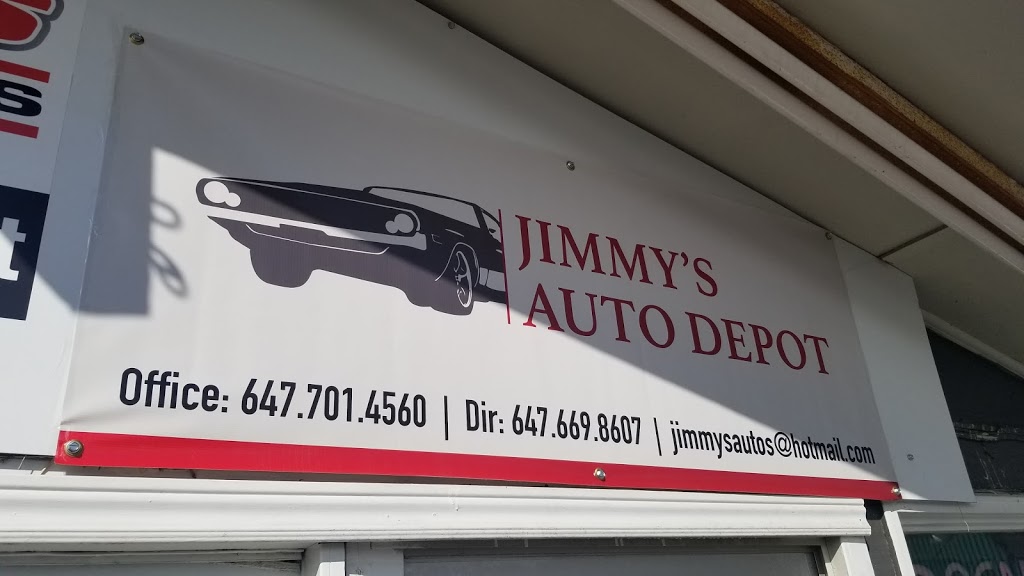 S
t
JIMMY'S
AUTO DEPOT
Office: 647.701.4560 | Dir: 647.669.8607 | jimmysautos@hotmail.com